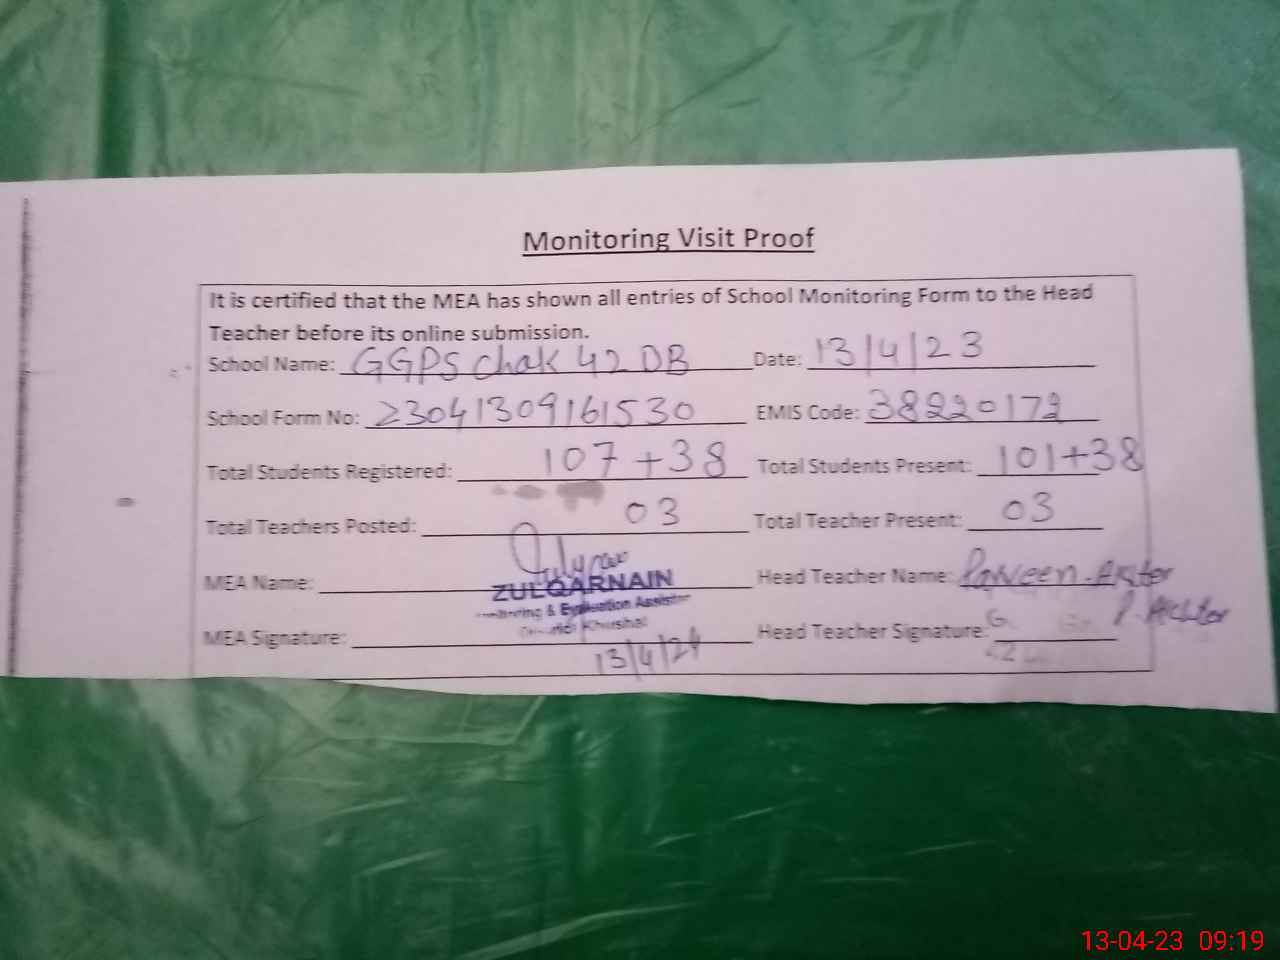 Monitoring Visit Proof
It is certified that the MEA has shown all entries of School Monitoring Form to the Head
Teacher before its online submission.
School Name: GGPS Chak 42 DB Date: 13/4/23
School Form No: 23041309161530 EMIS Code: 38220172
Total Students Registered: 107+38 Total Students Present: 101+38
Total Teachers Posted: 03 Total Teacher Present: 03
MEA Name: ZULQARNAIN Head Teacher Name: Parveen Akhter
& Evaluation Assistant
MEA Signature: Head Teacher Signature: P. Akhter
13/4/24
13-04-23 09:19